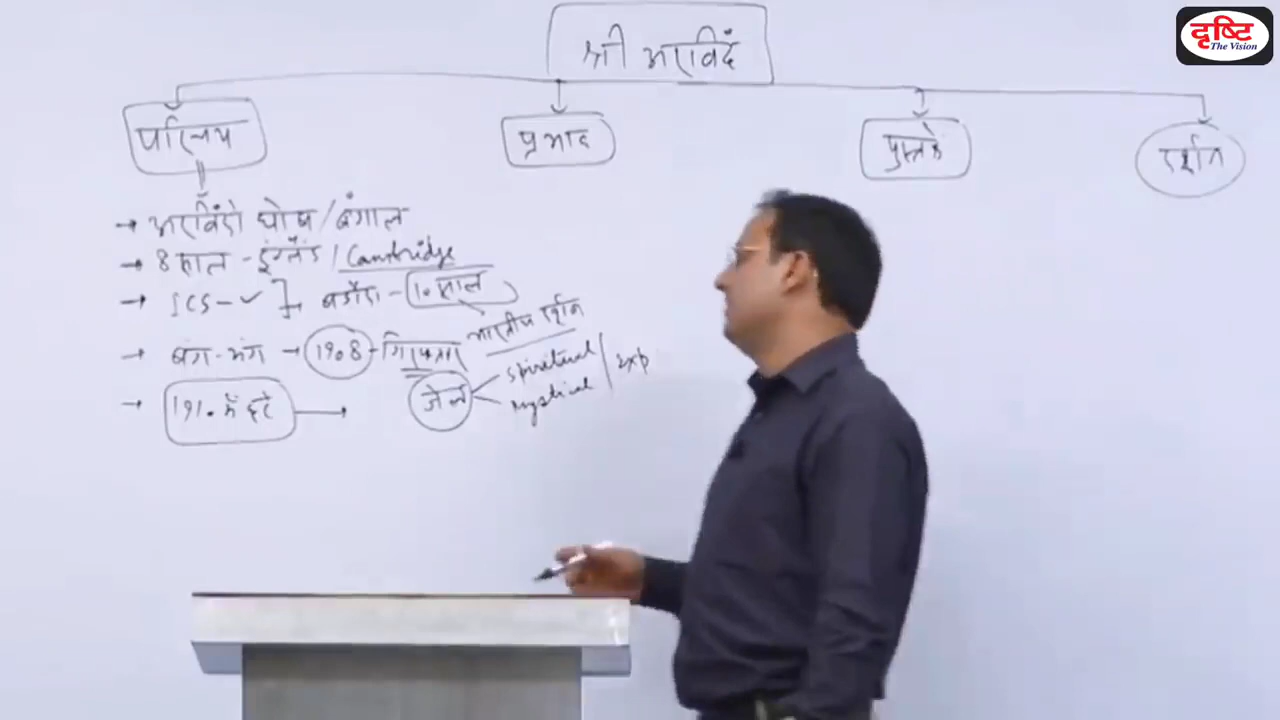 दृष्टि
The Vision
श्री अरविंद
परिचय
प्रभाव
पुस्तकें
दर्शन
→ अरविंदो घोष / बंगाल
→ 8 साल - इंग्लैंड / Cambridge
→ ICS - ✓ ] बड़ौदा - 10 साल
भारतीय दर्शन
→ बंग-भंग → 1908 - गिरफ्तार
जेल
spiritual
mystical / exp
→ 1910 में छूटे →